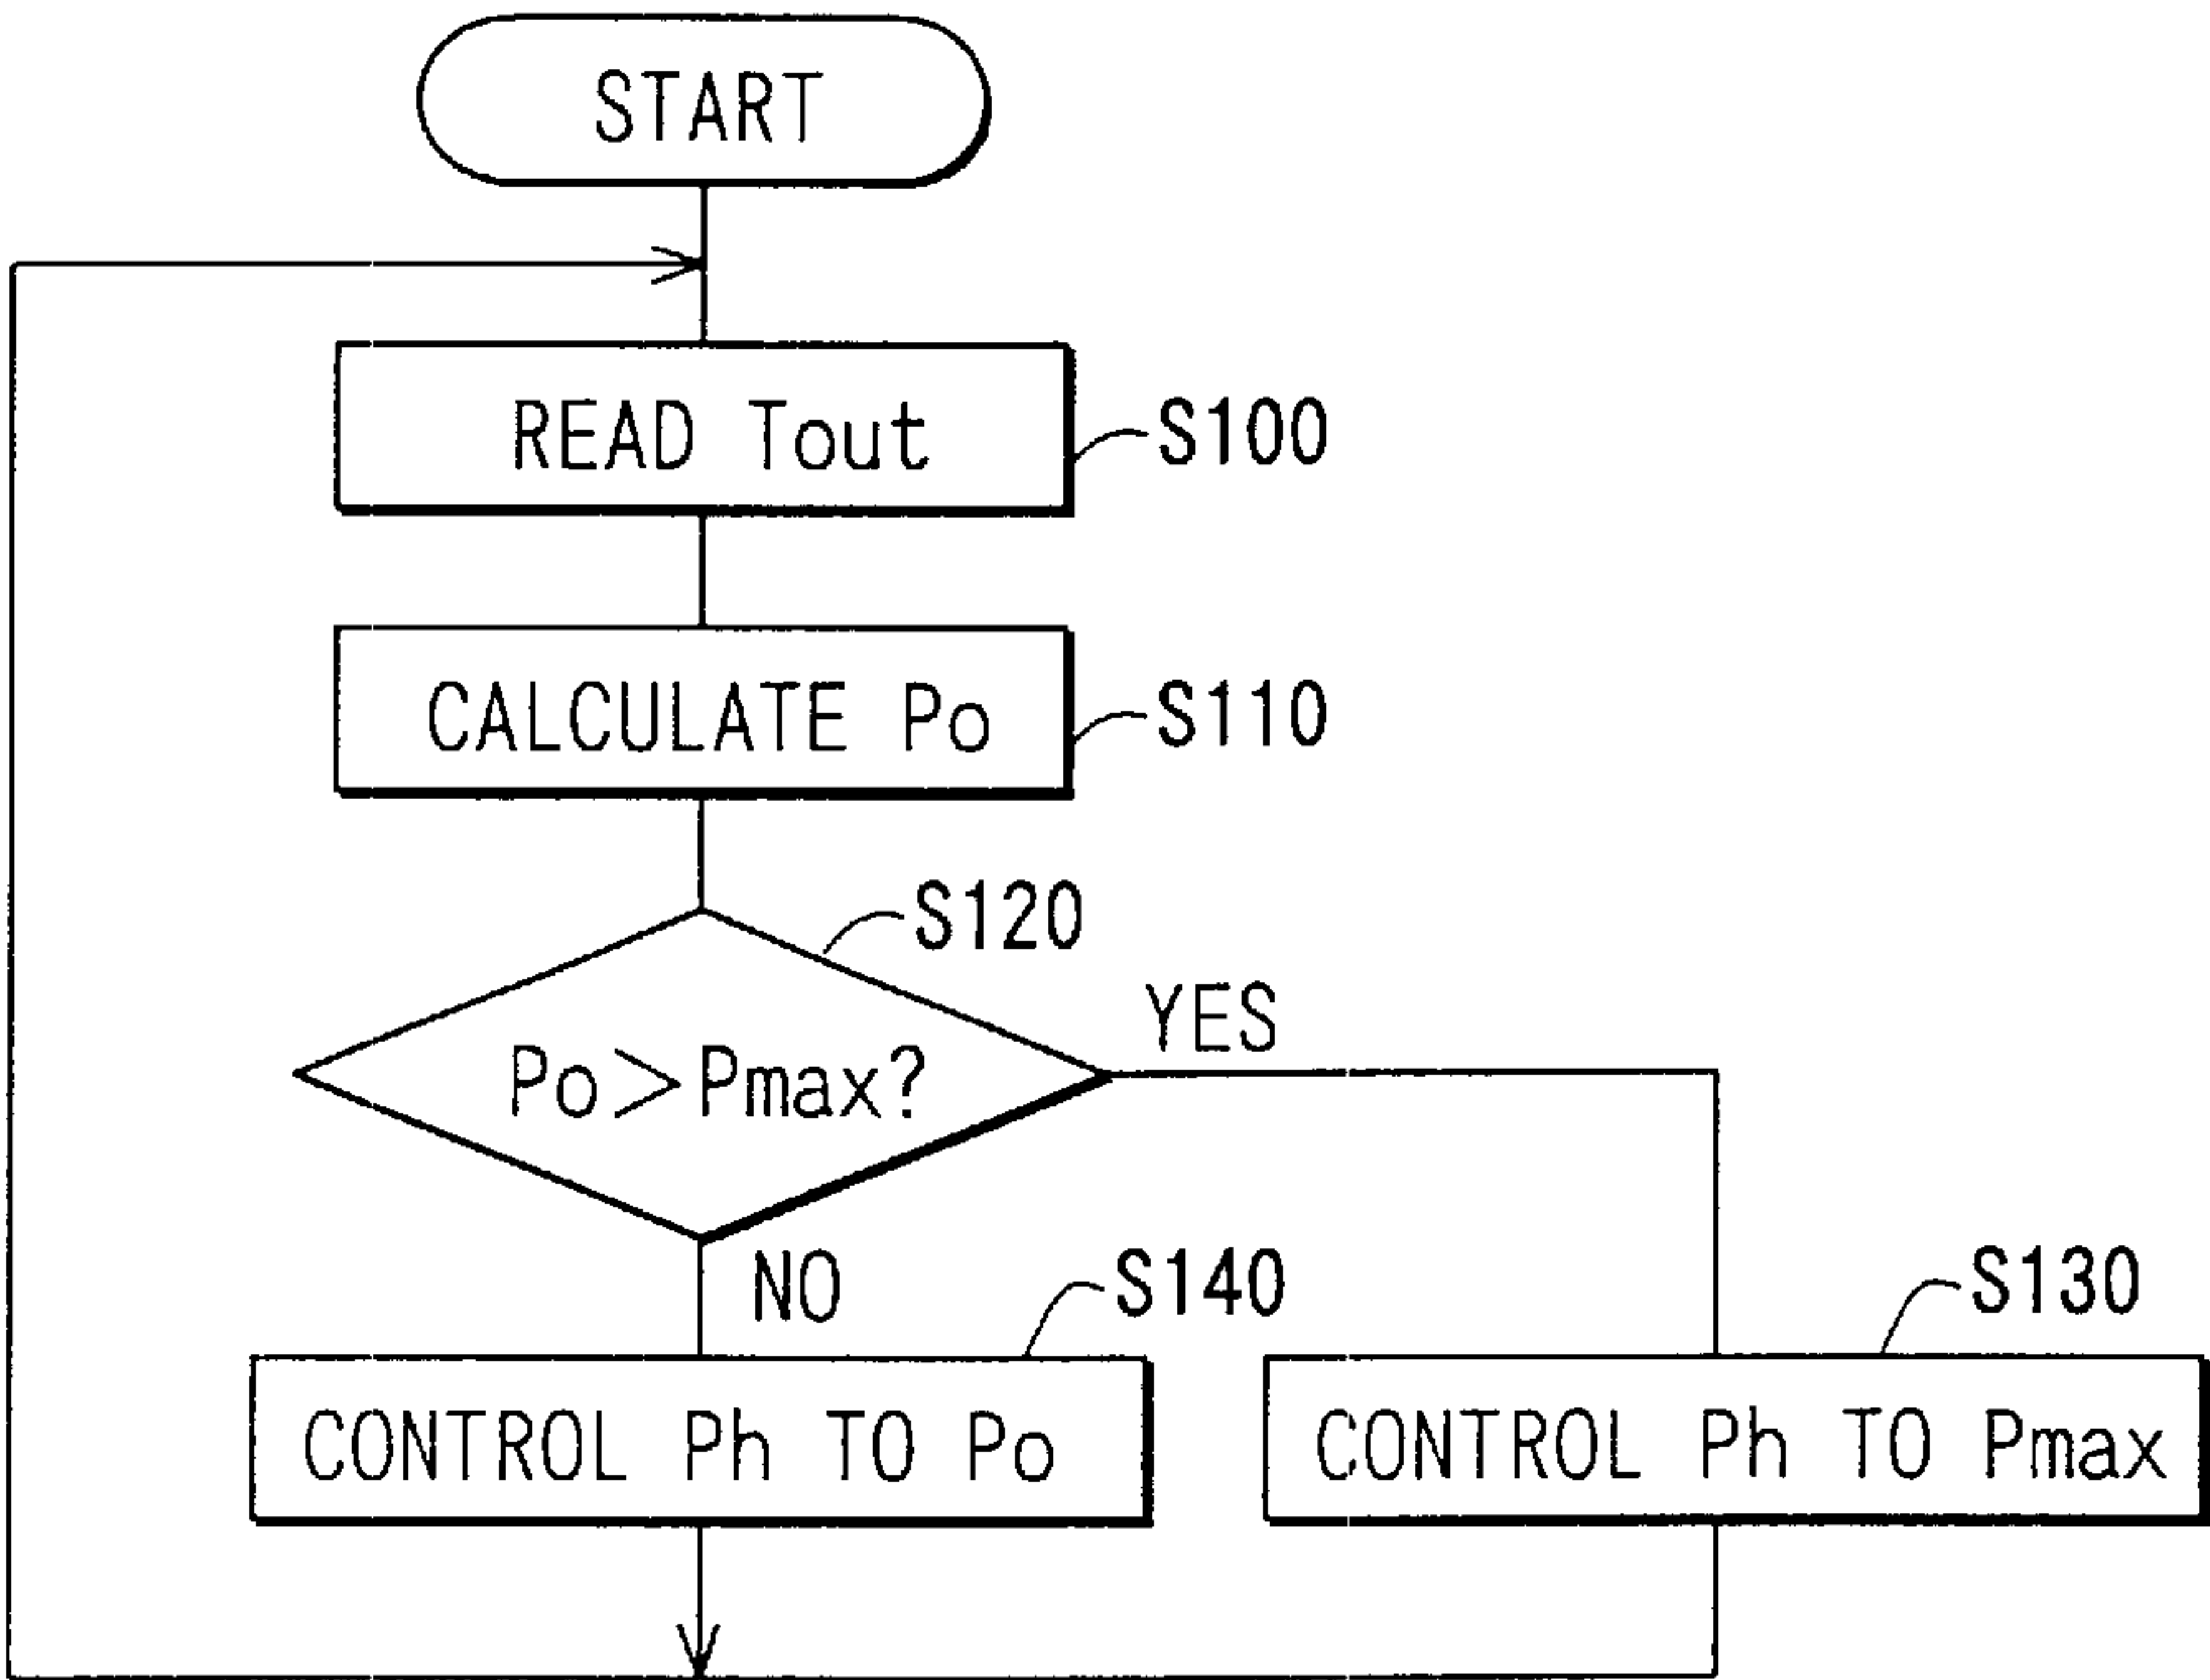 START
READ Tout
S100
CALCULATE Po
S110
S120
Po>Pmax?
YES
NO
S140
S130
CONTROL Ph TO Po
CONTROL Ph TO Pmax